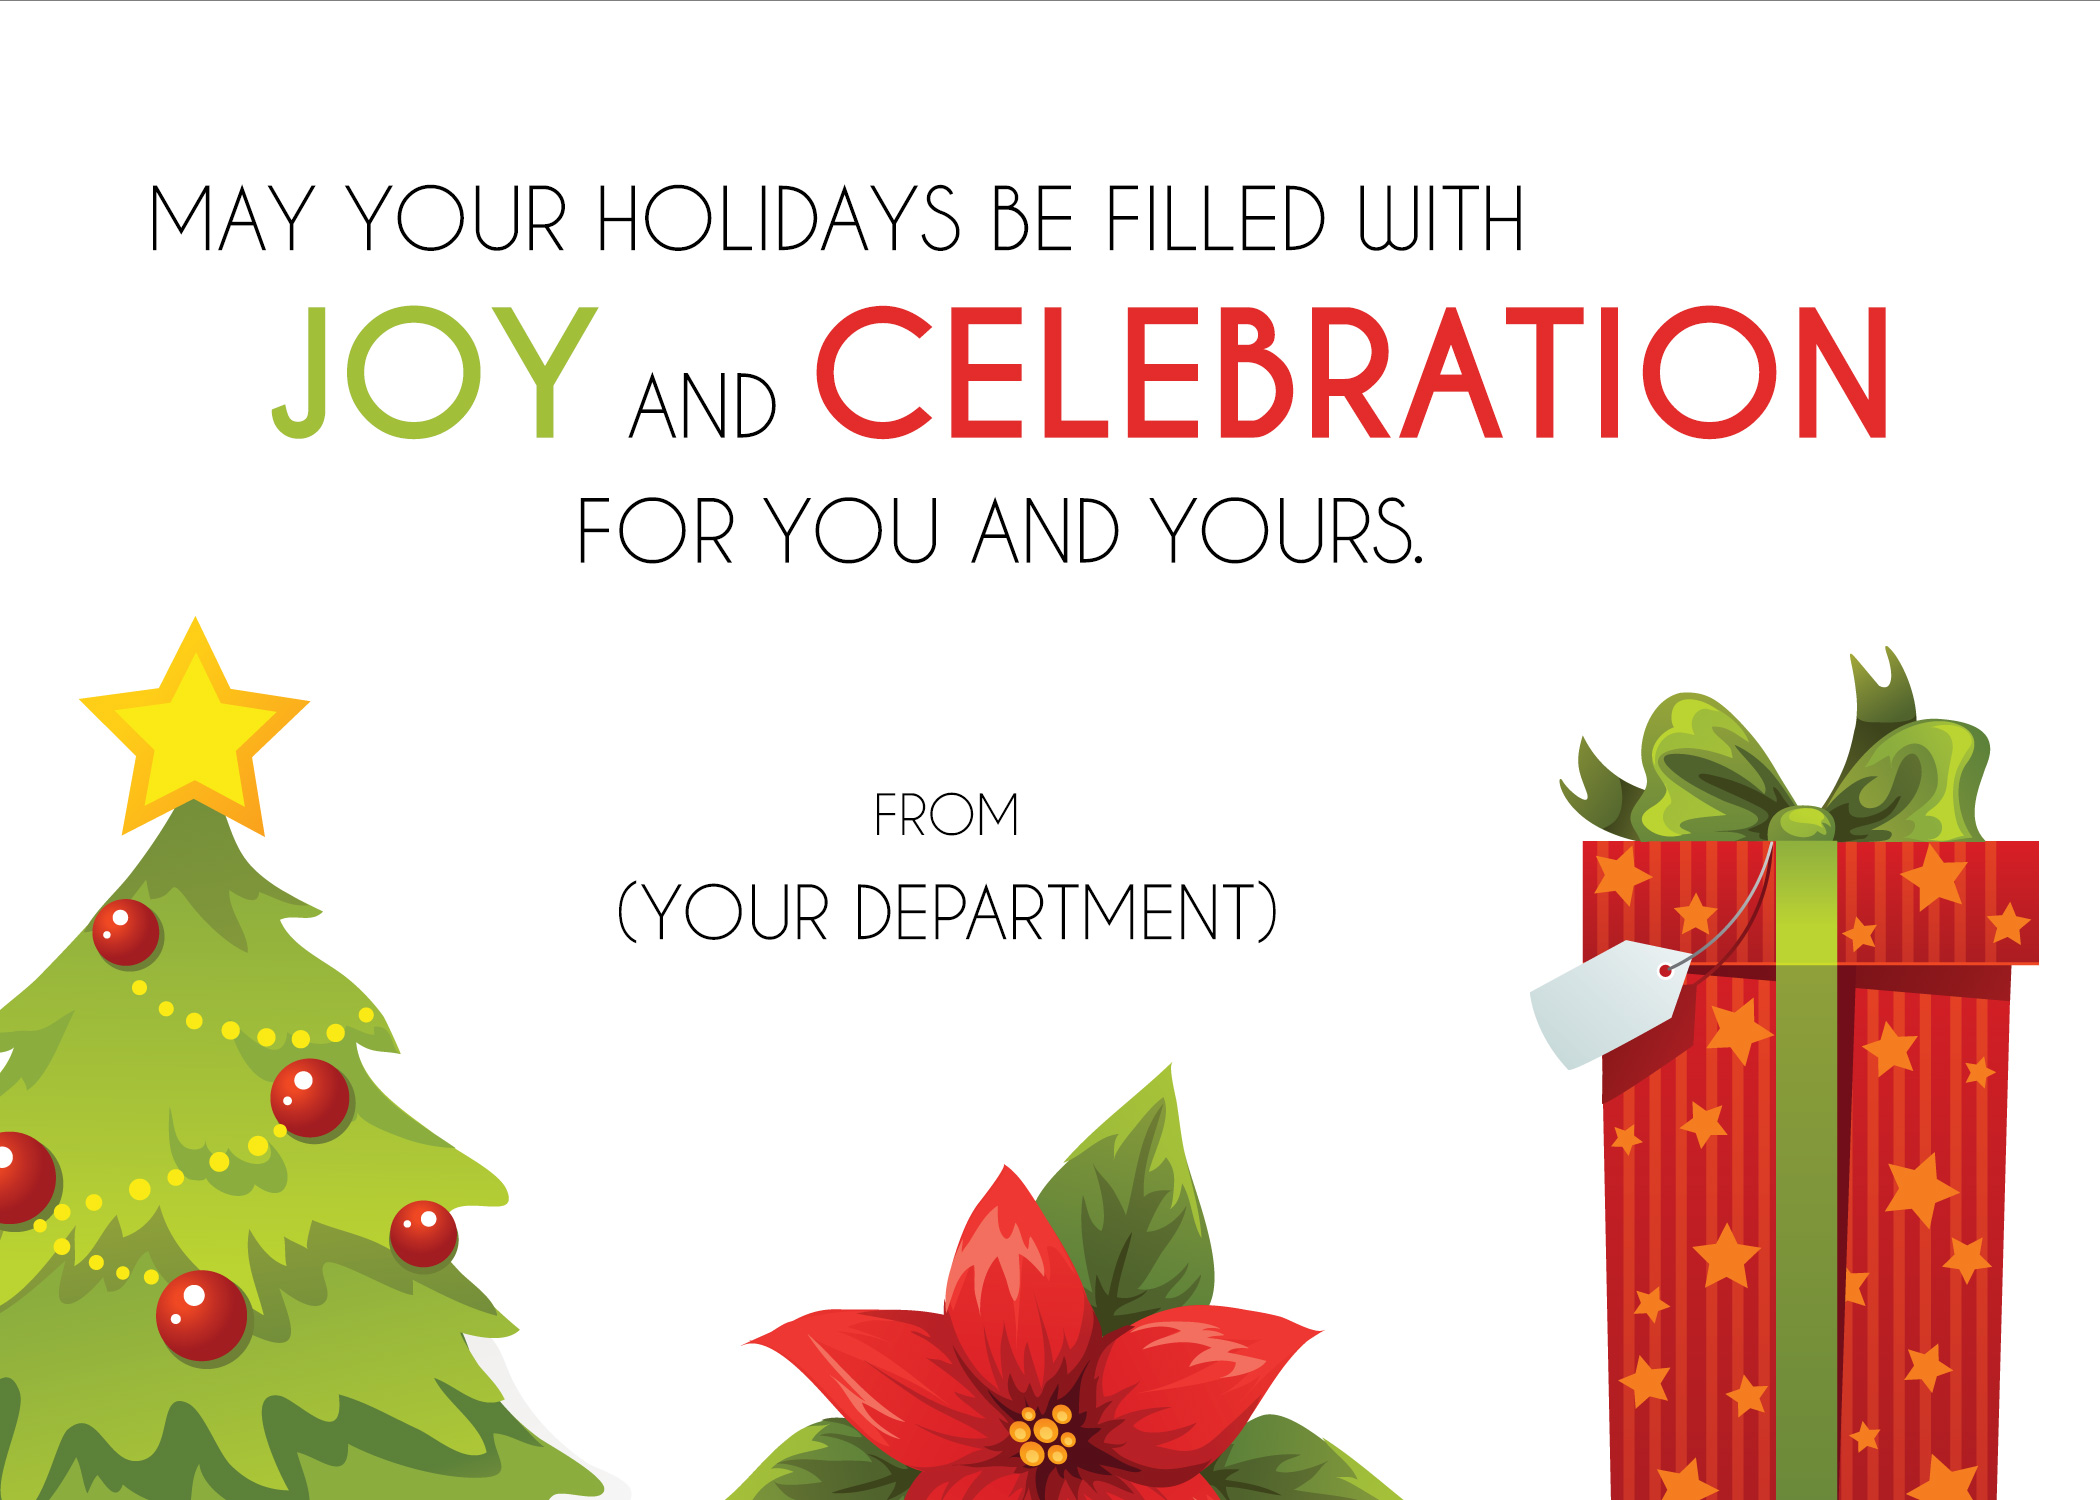 MAY YOUR HOLIDAYS BE FILLED WITH
JOY AND CELEBRATION
FOR YOU AND YOURS.
FROM
(YOUR DEPARTMENT)